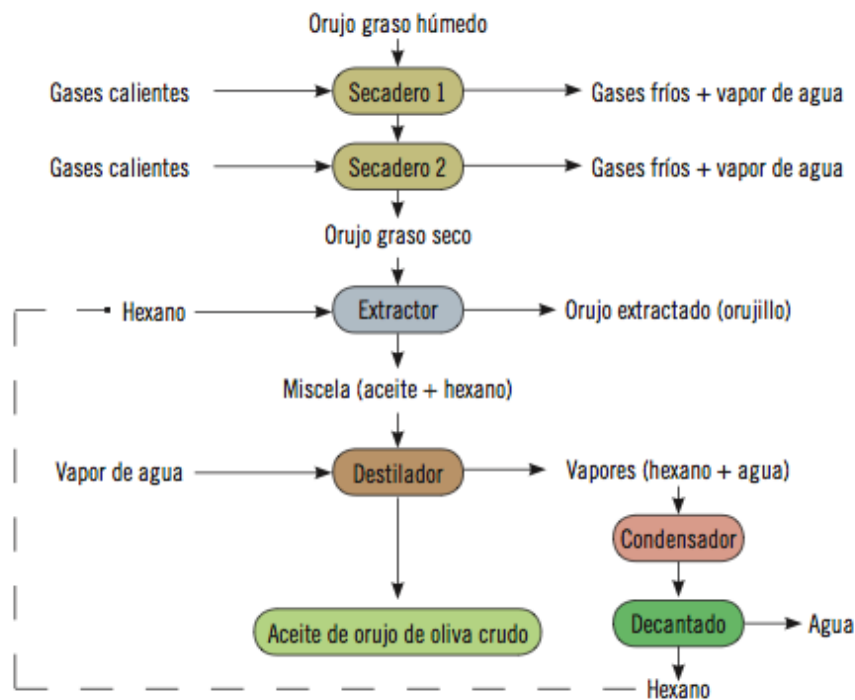 Orujo graso húmedo
Gases calientes
Secadero 1
Gases fríos + vapor de agua
Gases calientes
Secadero 2
Gases fríos + vapor de agua
Orujo graso seco
Hexano
Extractor
Orujo extractado (orujillo)
Miscela (aceite + hexano)
Vapor de agua
Destilador
Vapores (hexano + agua)
Condensador
Aceite de orujo de oliva crudo
Decantado
Agua
Hexano